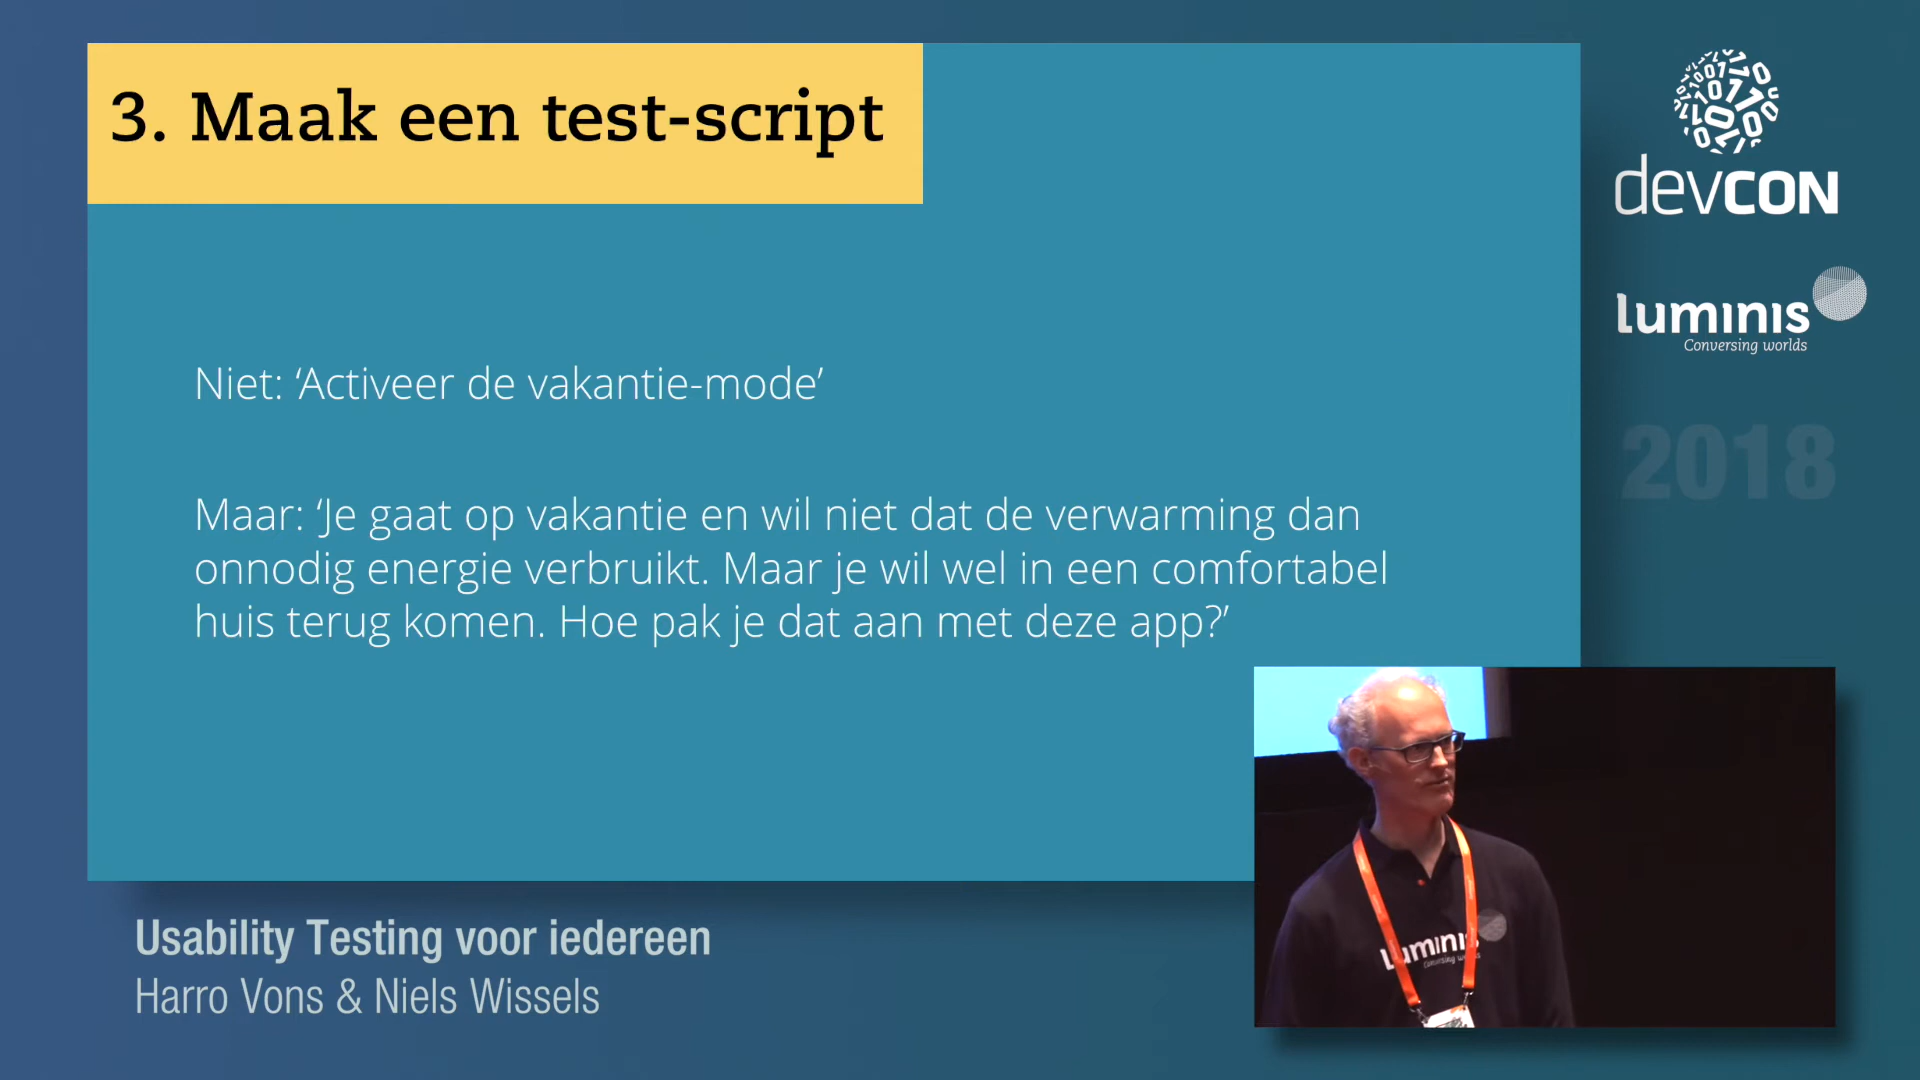 3. Maak een test-script
Niet: ‘Activeer de vakantie-mode’
Maar: ‘Je gaat op vakantie en wil niet dat de verwarming dan
onnodig energie verbruikt. Maar je wil wel in een comfortabel
huis terug komen. Hoe pak je dat aan met deze app?’
devcon
luminis
Conversing worlds
2018
Luminis
Usability Testing voor iedereen
Harro Vons & Niels Wissels